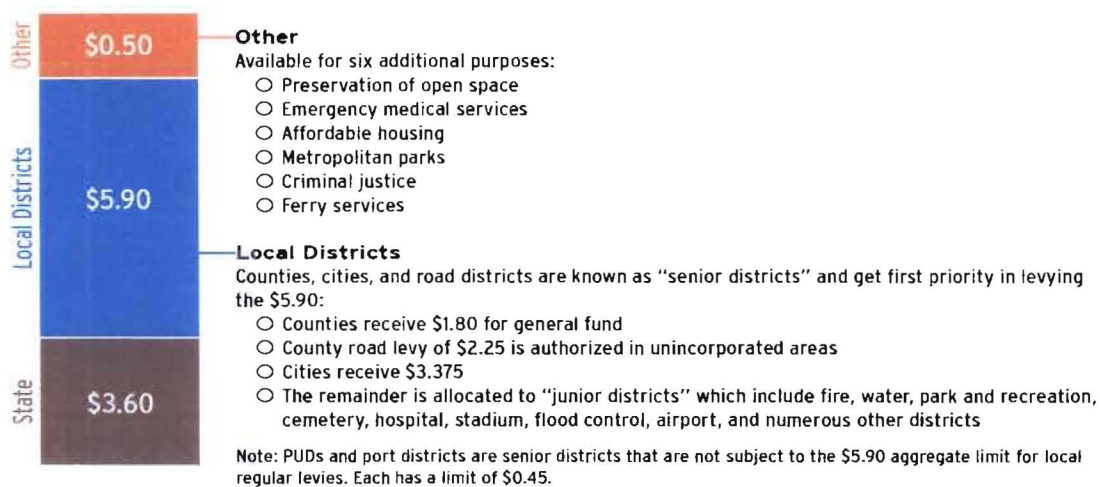 Other
$0.50
Local Districts
$5.90
State
$3.60
Other
Available for six additional purposes:
Preservation of open space
Emergency medical services
Affordable housing
Metropolitan parks
Criminal justice
Ferry services
Local Districts
Counties, cities, and road districts are known as "senior districts" and get first priority in levying
the $5.90:
Counties receive $1.80 for general fund
County road levy of $2.25 is authorized in unincorporated areas
Cities receive $3.375
The remainder is allocated to "junior districts" which include fire, water, park and recreation,
cemetery, hospital, stadium, flood control, airport, and numerous other districts
Note: PUDs and port districts are senior districts that are not subject to the $5.90 aggregate limit for local
regular levies. Each has a limit of $0.45.